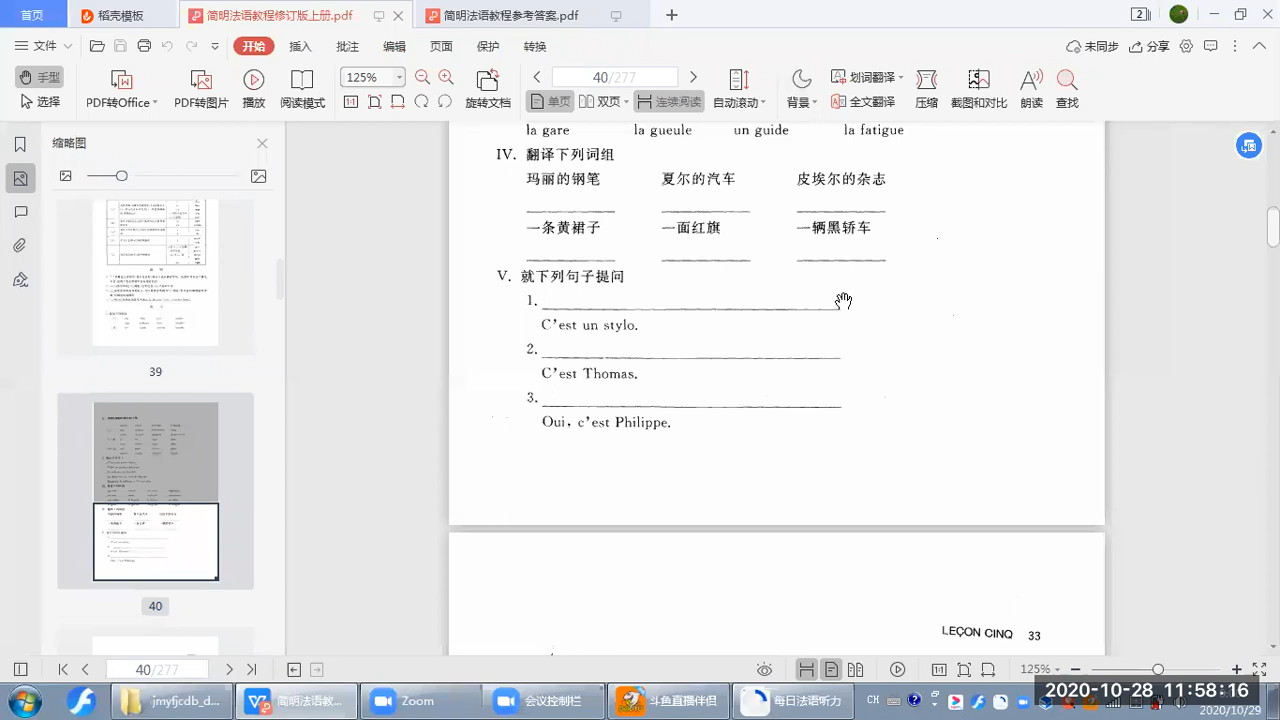 首页 稻壳模板 简明法语教程修订版上册.pdf 简明法语教程参考答案.pdf 2
文件 开始 插入 批注 编辑 页面 保护 转换 未同步 分享
手型 选择 PDF转Office PDF转图片 播放 阅读模式 125% 旋转文档 单页 双页 连续阅读 40/277 自动滚动 背景 划词翻译 全文翻译 压缩 截图和对比 朗读 查找
缩略图
39
40
la gare la gueule un guide la fatigue
IV. 翻译下列词组
玛丽的钢笔 夏尔的汽车 皮埃尔的杂志
一条黄裙子 一面红旗 一辆黑轿车
V. 就下列句子提问
1.
C'est un stylo.
2.
C'est Thomas.
3.
Oui, c'est Philippe.
LEÇON CINQ 33
40/277 125%
jmyfjcdb_d... 简明法语教... Zoom 会议控制栏 斗鱼直播伴侣 每日法语听力 CH
2020-10-28 11:58:16
2020/10/29